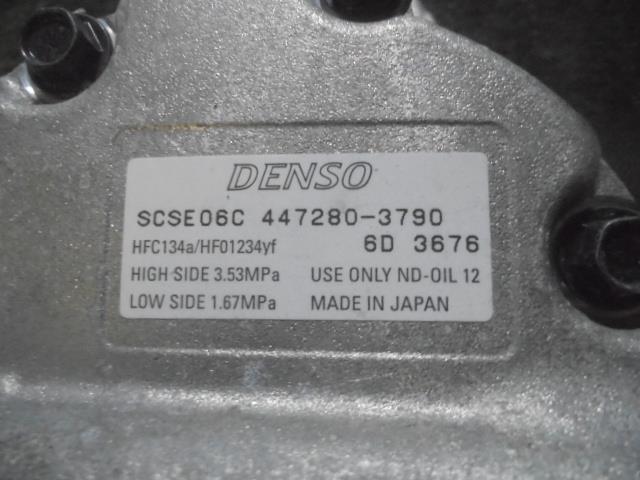 DENSO
SCSE06C 447280-3790
HFC134a/HF01234yf 6D 3676
HIGH SIDE 3.53MPa USE ONLY ND-OIL 12
LOW SIDE 1.67MPa MADE IN JAPAN